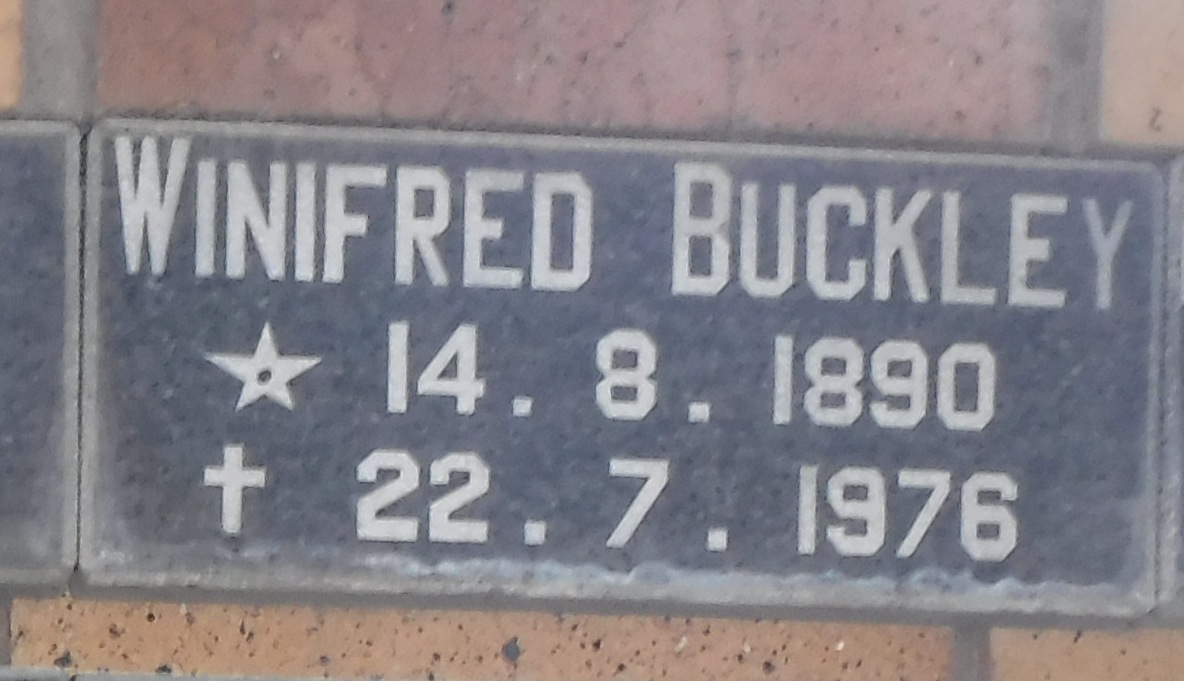 WINIFRED BUCKLEY
★ 14. 8. 1890
✝ 22. 7. 1976